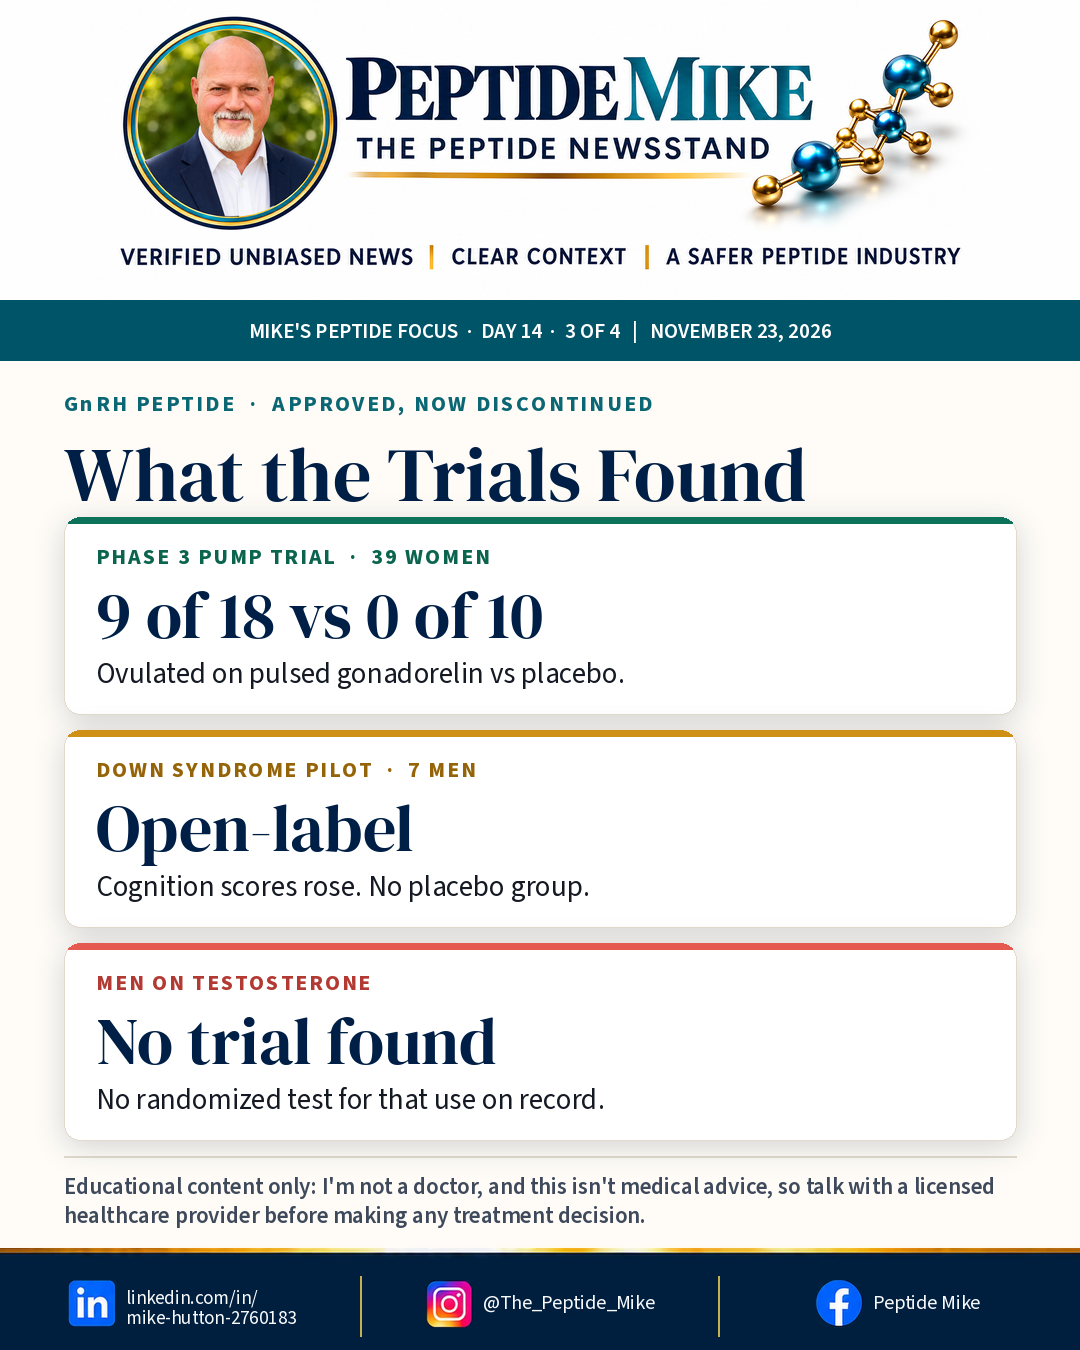 PEPTIDEMIKE
THE PEPTIDE NEWSSTAND
VERIFIED UNBIASED NEWS | CLEAR CONTEXT | A SAFER PEPTIDE INDUSTRY
MIKE'S PEPTIDE FOCUS · DAY 14 · 3 OF 4 | NOVEMBER 23, 2026
GnRH PEPTIDE · APPROVED, NOW DISCONTINUED
What the Trials Found
PHASE 3 PUMP TRIAL · 39 WOMEN
9 of 18 vs 0 of 10
Ovulated on pulsed gonadorelin vs placebo.
DOWN SYNDROME PILOT · 7 MEN
Open-label
Cognition scores rose. No placebo group.
MEN ON TESTOSTERONE
No trial found
No randomized test for that use on record.
Educational content only: I'm not a doctor, and this isn't medical advice, so talk with a licensed
healthcare provider before making any treatment decision.
linkedin.com/in/
mike-hutton-2760183
@The_Peptide_Mike
Peptide Mike